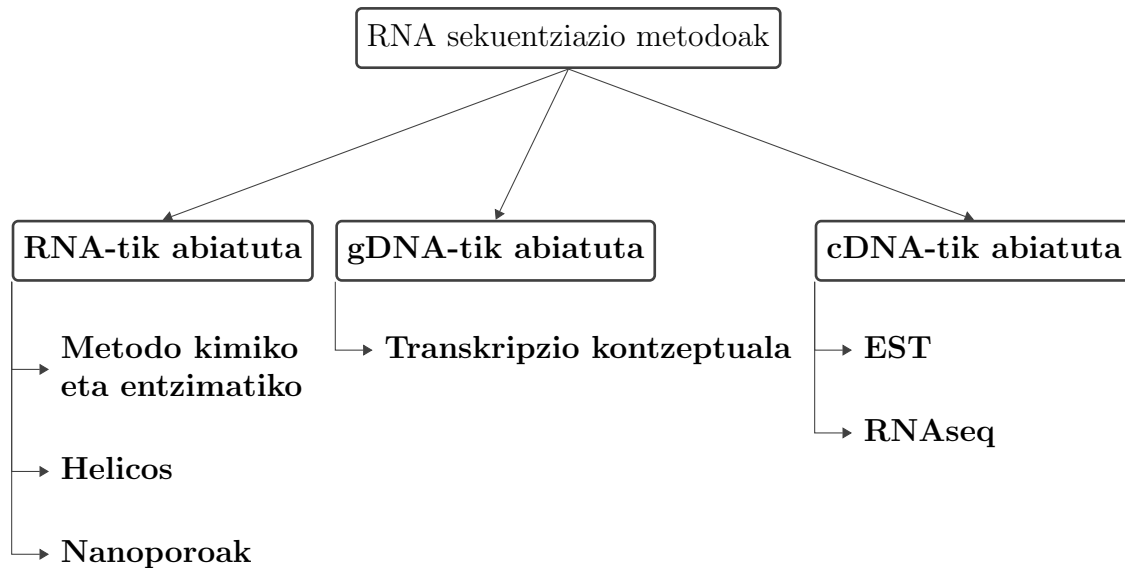 RNA sekuentziazio metodoak
RNA-tik abiatuta
gDNA-tik abiatuta
cDNA-tik abiatuta
Metodo kimiko
eta entzimatiko
Helicos
Nanoporoak
Transkripzio kontzeptuala
EST
RNAseq